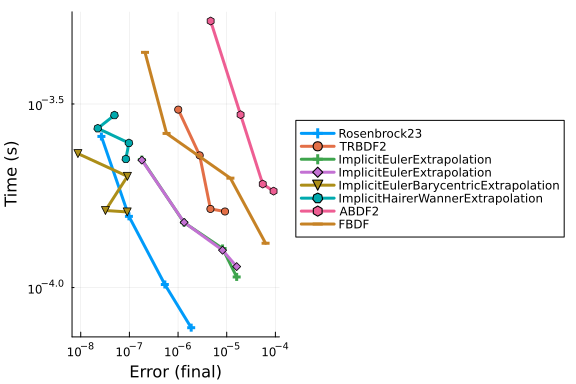 10^-3.5
10^-4.0
Time (s)
10^-8 10^-7 10^-6 10^-5 10^-4
Error (final)
Rosenbrock23
TRBDF2
ImplicitEulerExtrapolation
ImplicitEulerExtrapolation
ImplicitEulerBarycentricExtrapolation
ImplicitHairerWannerExtrapolation
ABDF2
FBDF